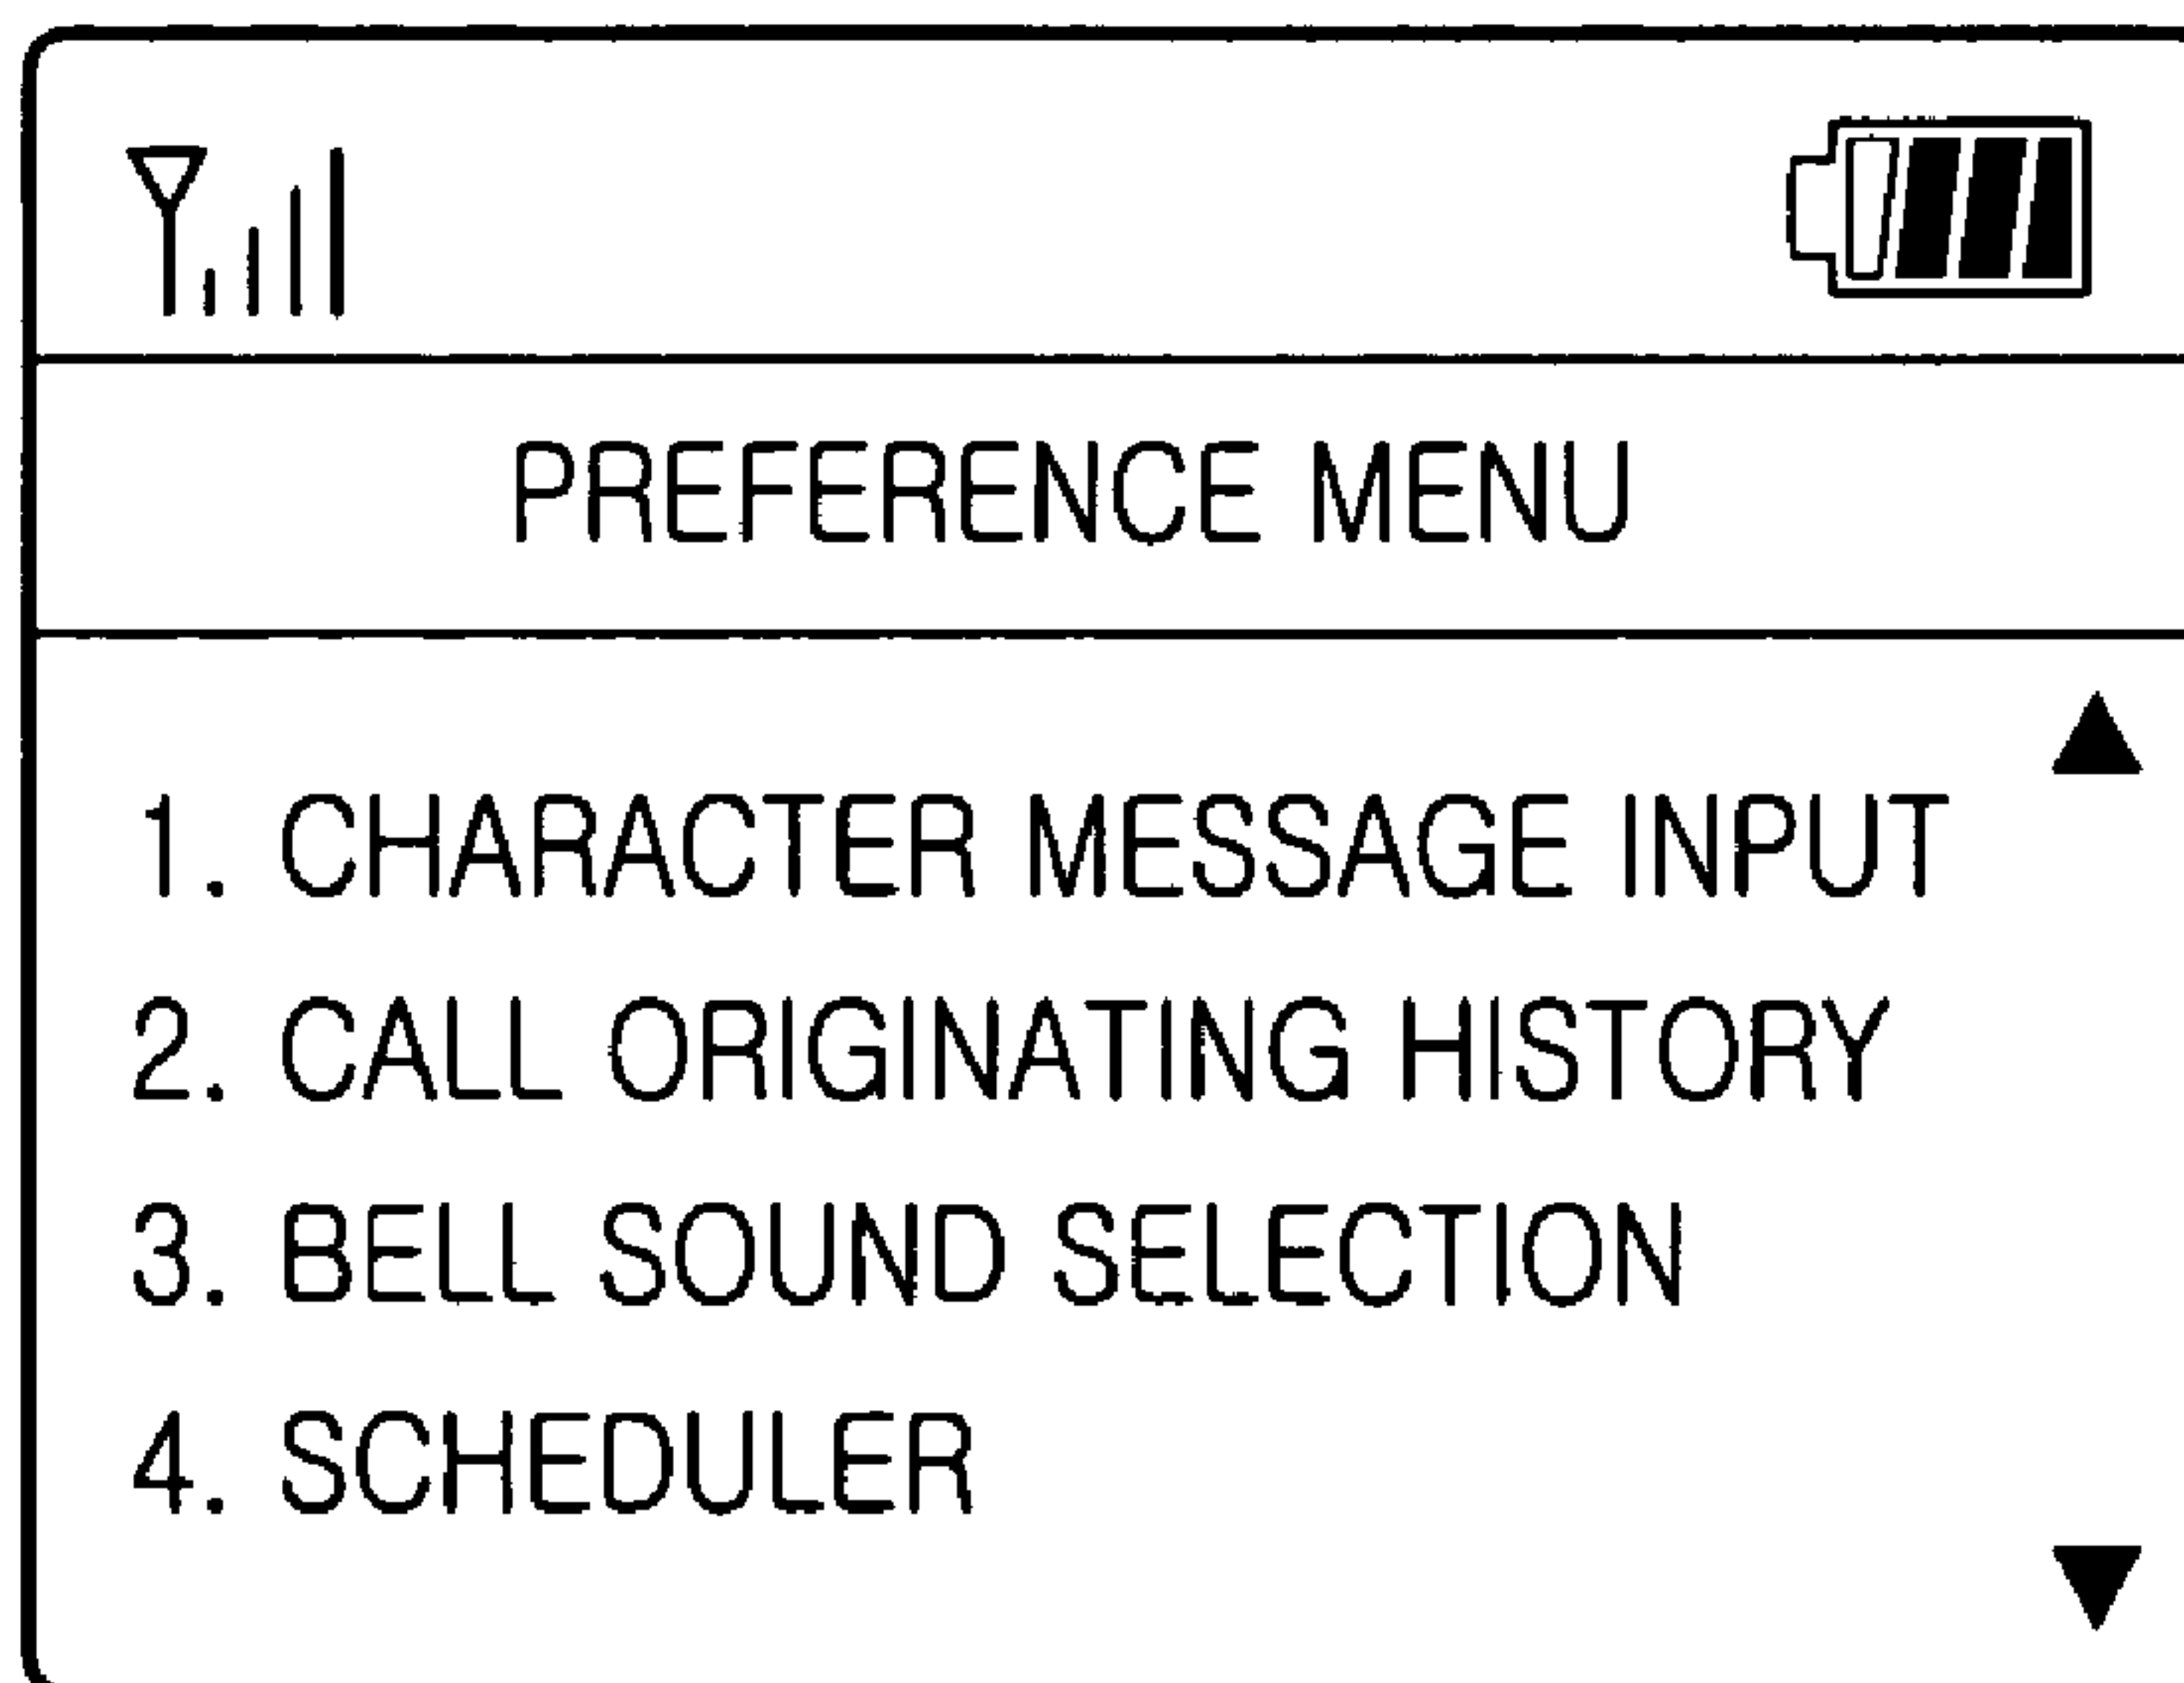 PREFERENCE MENU
1. CHARACTER MESSAGE INPUT
2. CALL ORIGINATING HISTORY
3. BELL SOUND SELECTION
4. SCHEDULER